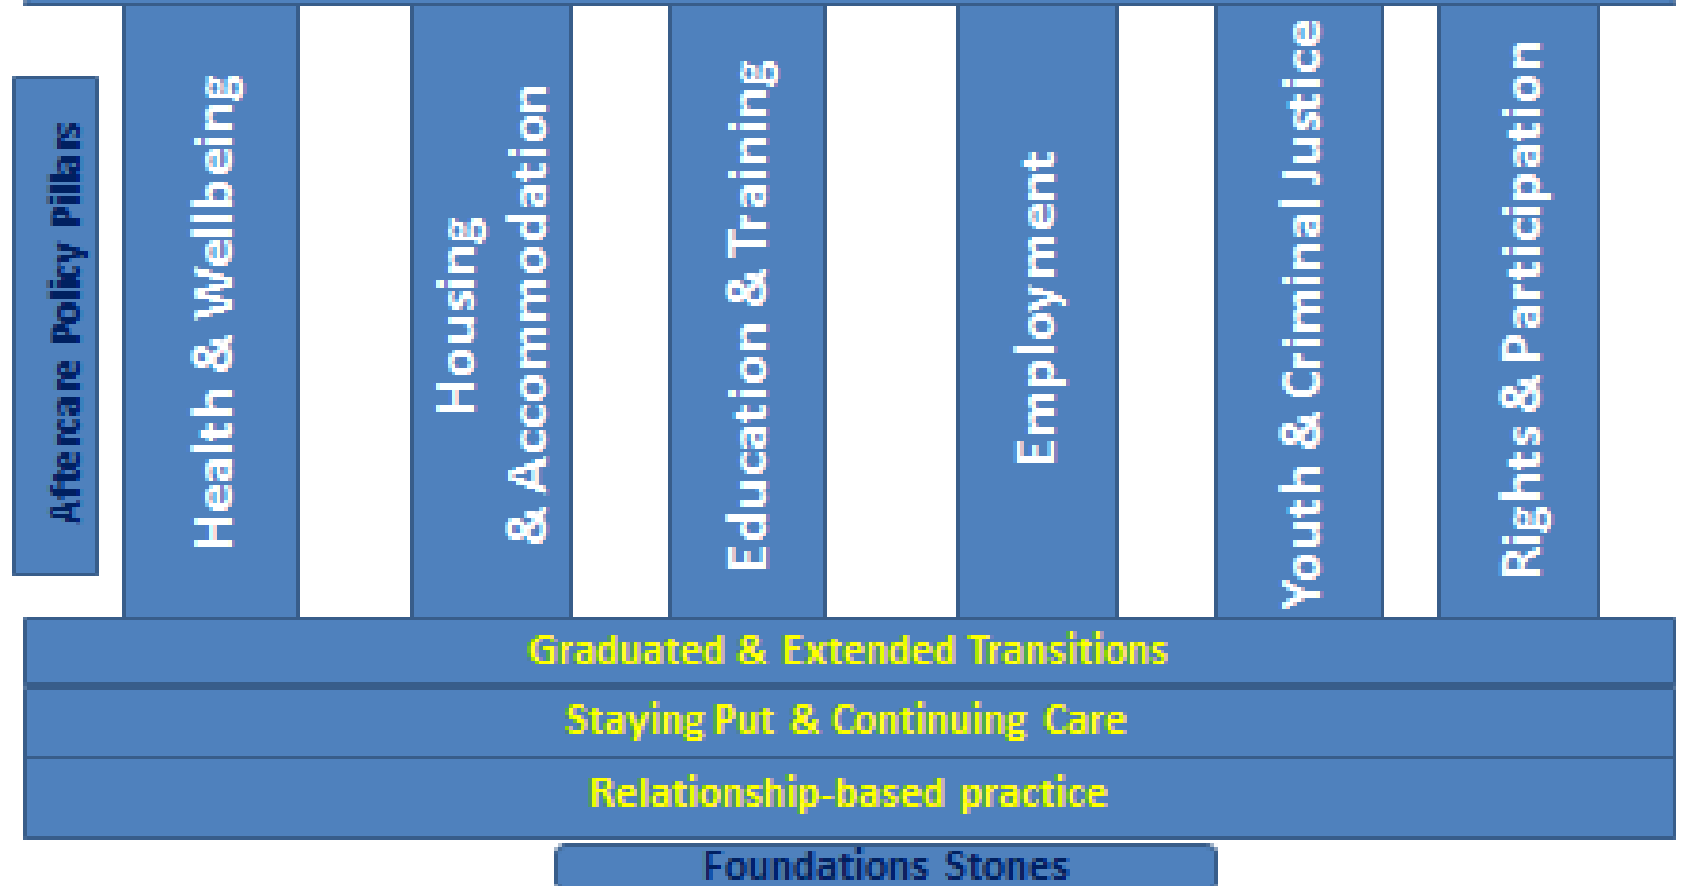 Aftercare Policy Pillars
Health & Wellbeing
Housing
& Accommodation
Education & Training
Employment
Youth & Criminal Justice
Rights & Participation
Graduated & Extended Transitions
Staying Put & Continuing Care
Relationship-based practice
Foundations Stones